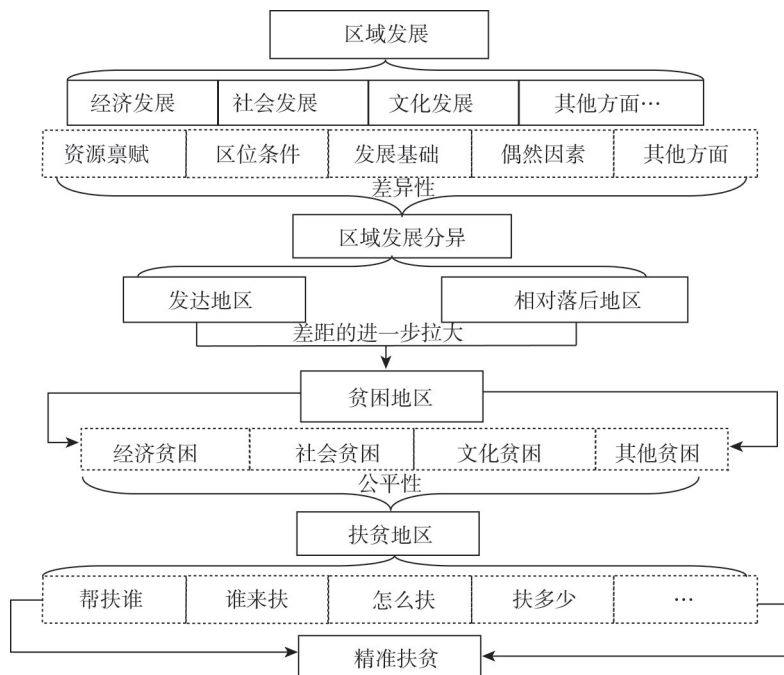 区域发展
经济发展 社会发展 文化发展 其他方面…
资源禀赋 区位条件 发展基础 偶然因素 其他方面
差异性
区域发展分异
发达地区 相对落后地区
差距的进一步拉大
贫困地区
经济贫困 社会贫困 文化贫困 其他贫困
公平性
扶贫地区
帮扶谁 谁来扶 怎么扶 扶多少 …
精准扶贫